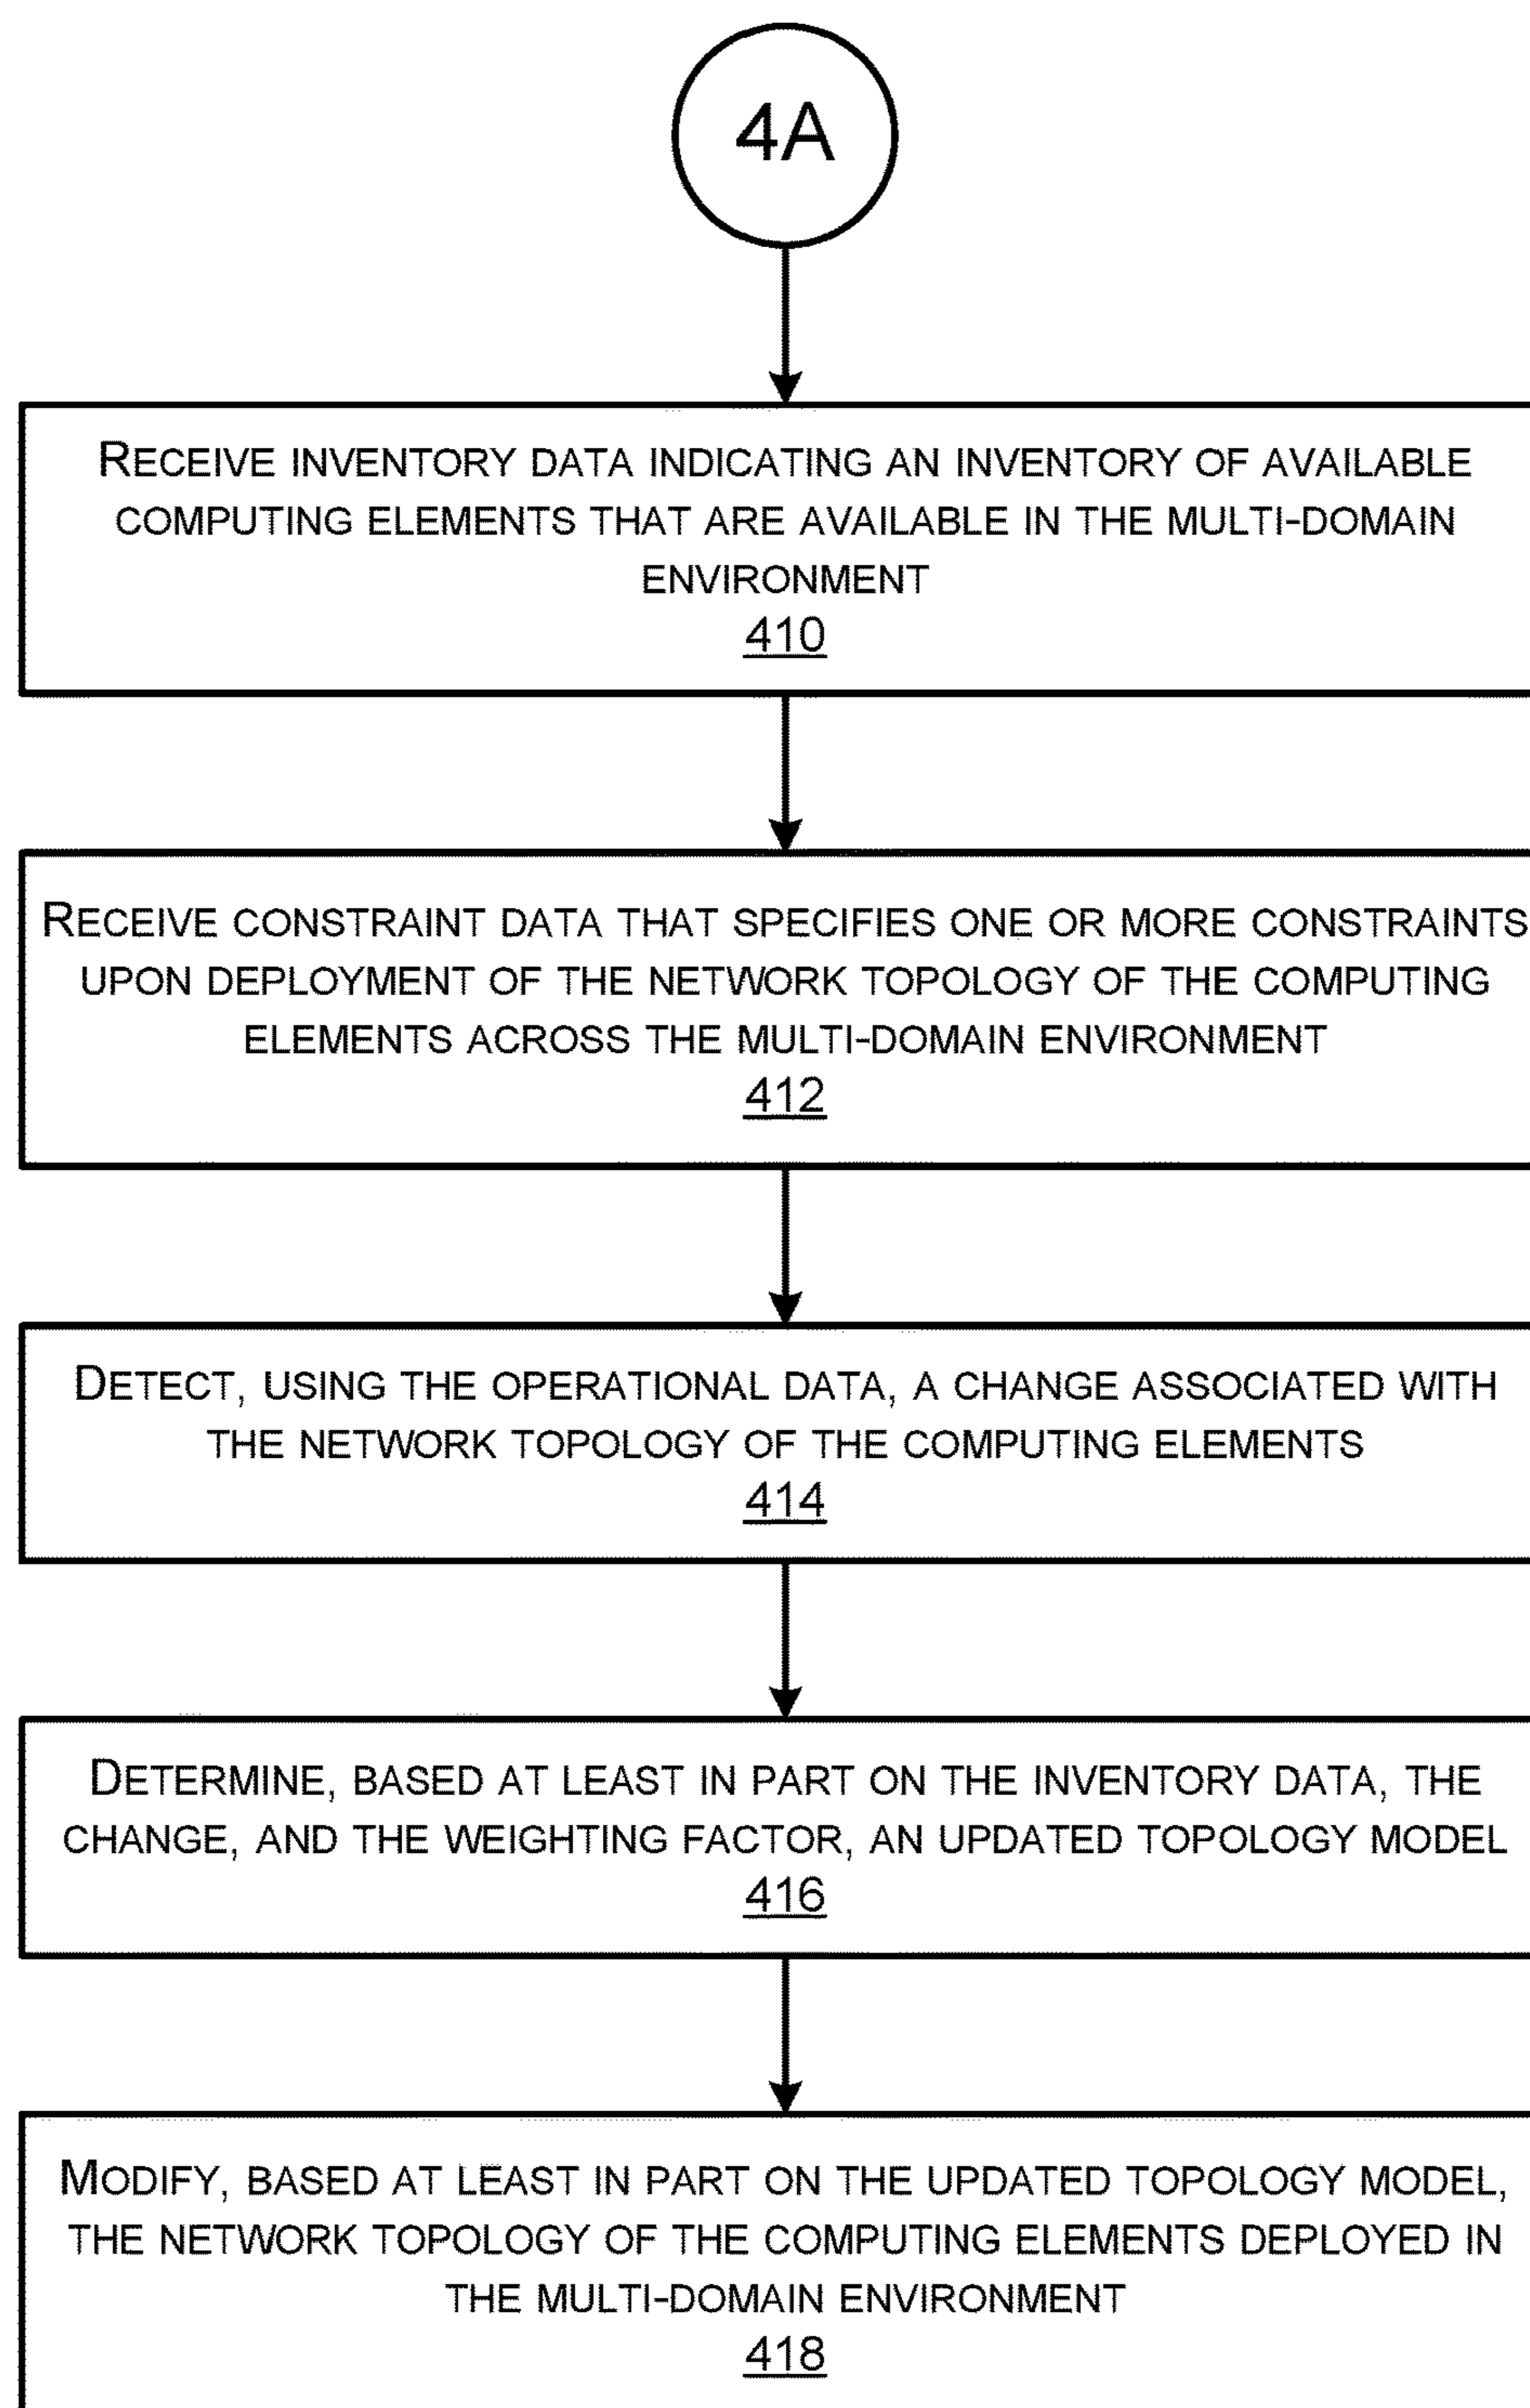 4A
RECEIVE INVENTORY DATA INDICATING AN INVENTORY OF AVAILABLE
COMPUTING ELEMENTS THAT ARE AVAILABLE IN THE MULTI-DOMAIN
ENVIRONMENT
410
RECEIVE CONSTRAINT DATA THAT SPECIFIES ONE OR MORE CONSTRAINTS
UPON DEPLOYMENT OF THE NETWORK TOPOLOGY OF THE COMPUTING
ELEMENTS ACROSS THE MULTI-DOMAIN ENVIRONMENT
412
DETECT, USING THE OPERATIONAL DATA, A CHANGE ASSOCIATED WITH
THE NETWORK TOPOLOGY OF THE COMPUTING ELEMENTS
414
DETERMINE, BASED AT LEAST IN PART ON THE INVENTORY DATA, THE
CHANGE, AND THE WEIGHTING FACTOR, AN UPDATED TOPOLOGY MODEL
416
MODIFY, BASED AT LEAST IN PART ON THE UPDATED TOPOLOGY MODEL,
THE NETWORK TOPOLOGY OF THE COMPUTING ELEMENTS DEPLOYED IN
THE MULTI-DOMAIN ENVIRONMENT
418